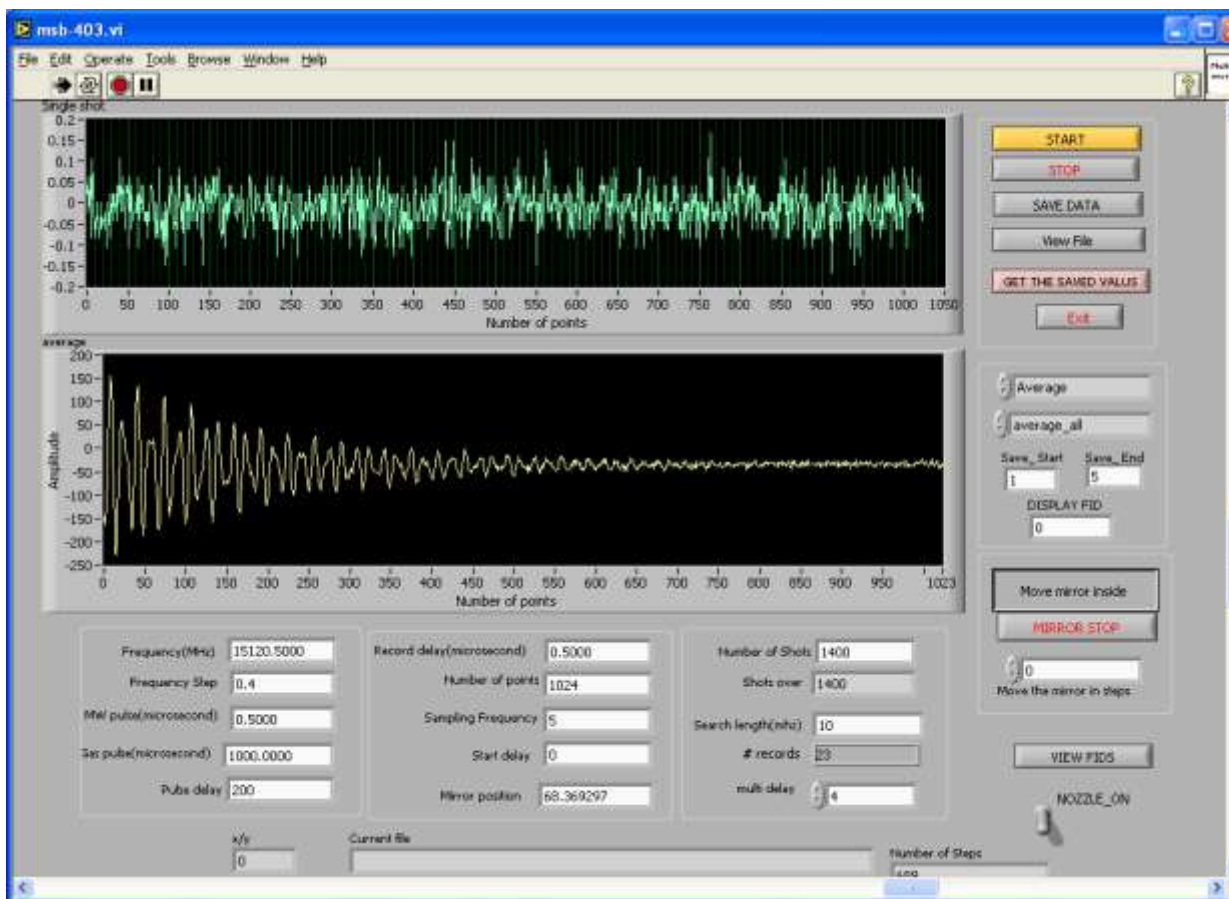 msb-403.vi
File Edit Operate Tools Browse Window Help
Single shot
0.2
0.15
0.1
0.05
0
-0.05
-0.1
-0.15
-0.2
0 50 100 150 200 250 300 350 400 450 500 550 600 650 700 750 800 850 900 950 1000 1050
Number of points
average
200
150
100
50
0
-50
-100
-150
-200
-250
Amplitude
0 50 100 150 200 250 300 350 400 450 500 550 600 650 700 750 800 850 900 950 1023
Number of points
START
STOP
SAVE DATA
View File
GET THE SAVED VALUS
Exit
Average
average_all
Save_Start Save_End
1 5
DISPLAY FID
0
Move mirror inside
MIRROR STOP
0
Move the mirror in steps
VIEW FIDS
NOZZLE_ON
Frequency(MHz) 15120.5000
Frequency Step 0.4
MW pulse(microsecond) 0.5000
Gas pulse(microsecond) 1000.0000
Pulse delay 200
Record delay(microsecond) 0.5000
Number of points 1024
Sampling Frequency 5
Start delay 0
Mirror position 68.369297
Number of Shots 1400
Shots over 1400
Search length(mhz) 10
# records 23
multi delay 4
x/y
0
Current file
Number of Steps